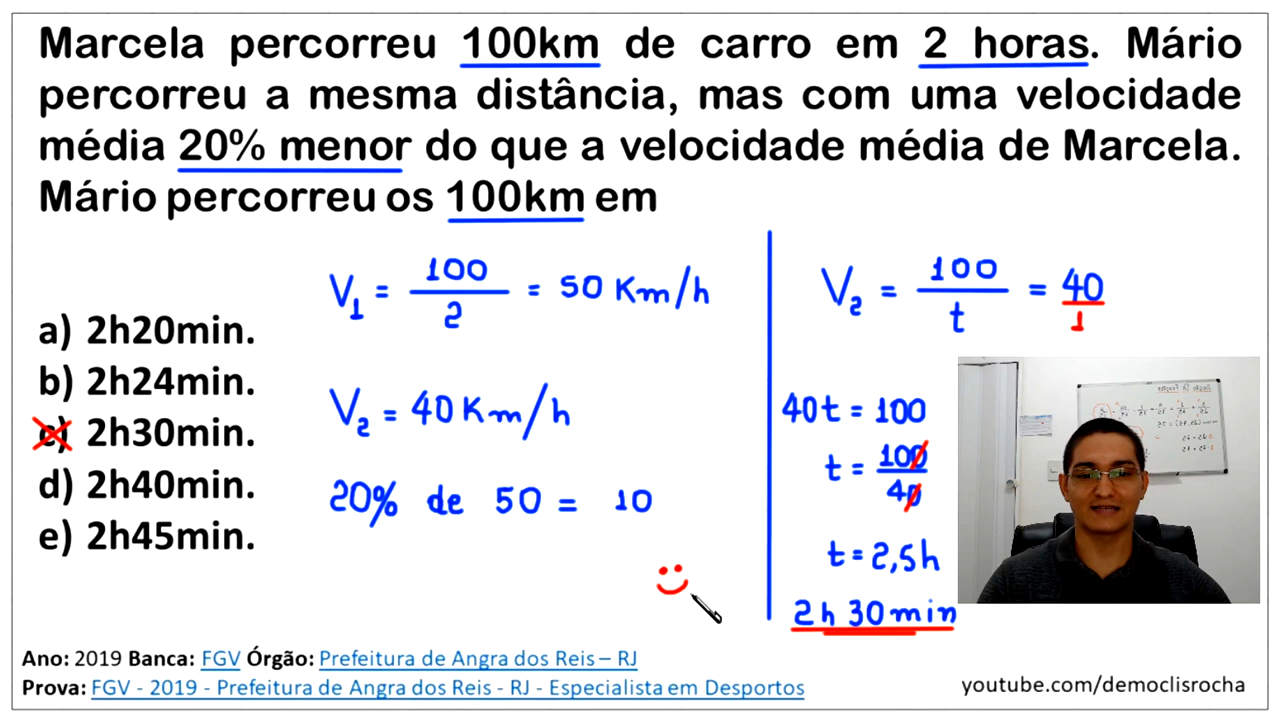 Marcela percorreu 100km de carro em 2 horas. Mário
percorreu a mesma distância, mas com uma velocidade
média 20% menor do que a velocidade média de Marcela.
Mário percorreu os 100km em
a) 2h20min.
b) 2h24min.
c) 2h30min.
d) 2h40min.
e) 2h45min.
V₁ = 100/2 = 50 Km/h
V₂ = 40 Km/h
20% de 50 = 10
V₂ = 100/t = 40/1
40t = 100
t = 100/40
t = 2,5h
2h 30min
Ano: 2019 Banca: FGV Órgão: Prefeitura de Angra dos Reis – RJ
Prova: FGV - 2019 - Prefeitura de Angra dos Reis - RJ - Especialista em Desportos
youtube.com/democlisrocha